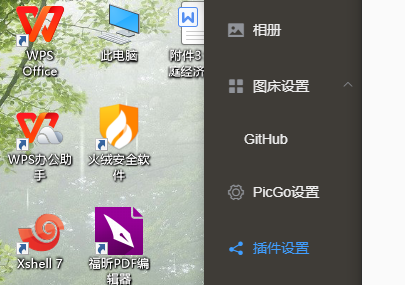 WPS
Office
此电脑
附件3
庭经济
WPS办公助
手
火绒安全软
件
Xshell 7
福昕PDF编
辑器
相册
图床设置
GitHub
PicGo设置
插件设置